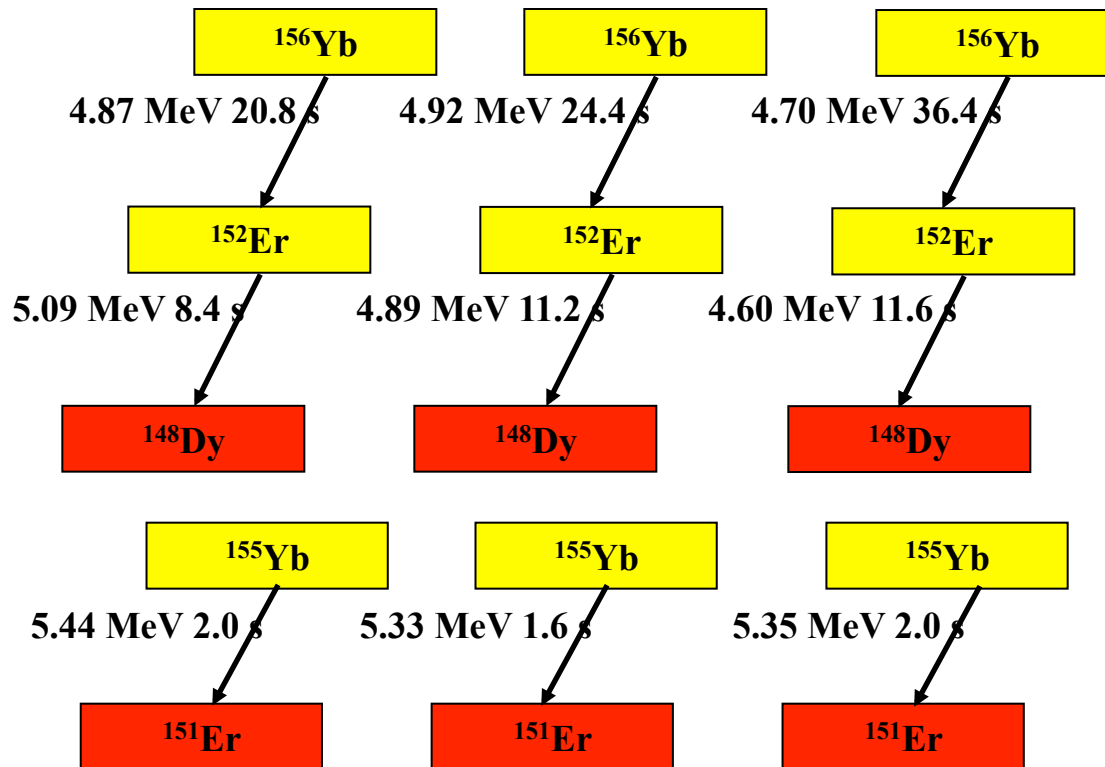 ¹⁵⁶Yb ¹⁵⁶Yb ¹⁵⁶Yb
4.87 MeV 20.8 s 4.92 MeV 24.4 s 4.70 MeV 36.4 s
¹⁵²Er ¹⁵²Er ¹⁵²Er
5.09 MeV 8.4 s 4.89 MeV 11.2 s 4.60 MeV 11.6 s
¹⁴⁸Dy ¹⁴⁸Dy ¹⁴⁸Dy
¹⁵⁵Yb ¹⁵⁵Yb ¹⁵⁵Yb
5.44 MeV 2.0 s 5.33 MeV 1.6 s 5.35 MeV 2.0 s
¹⁵¹Er ¹⁵¹Er ¹⁵¹Er